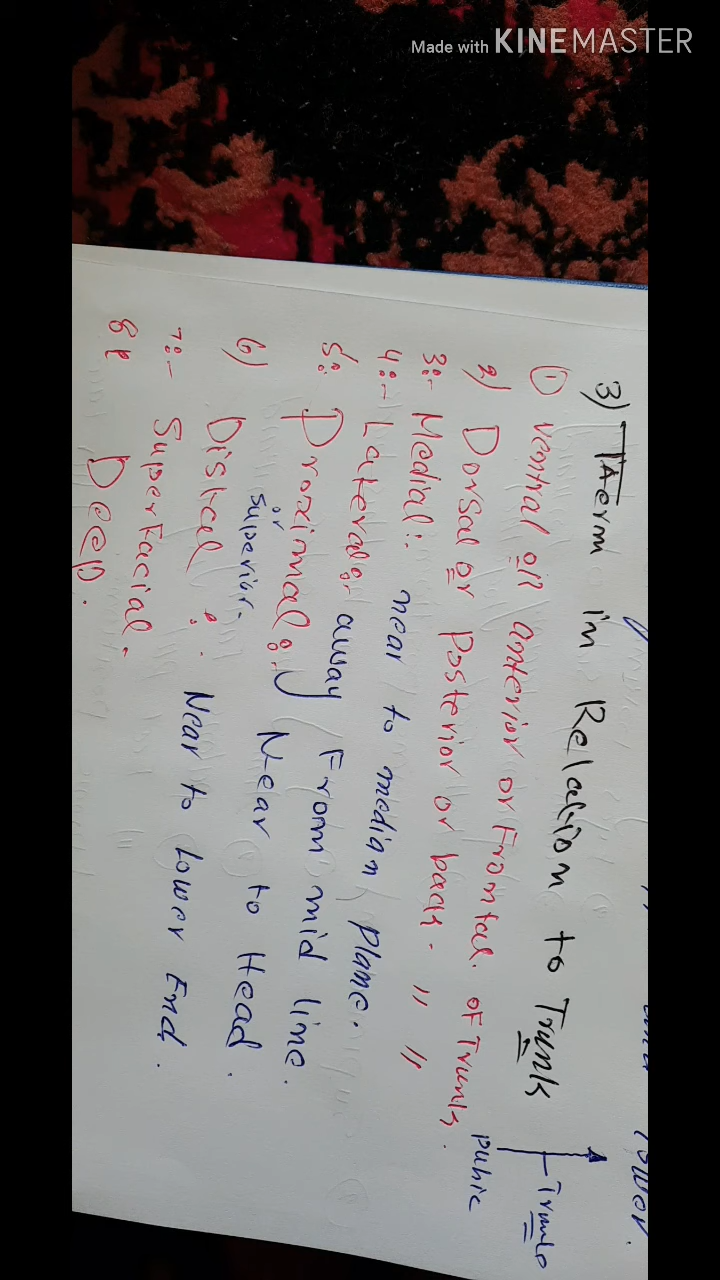 Made with KINEMASTER
lower.
3) Term in Relation to Trunk
Trunk
Pubic
① ventral or anterior or Frontal of Trunk.
2) Dorsal or Posterior or back. " "
3:- Medial:. near to median plane.
4:- Lateral:. away From mid line.
5:. Proximal:. Near to Head.
or superior.
6) Distal :. Near to Lower End.
7:- Superfacial.
8: Deep.